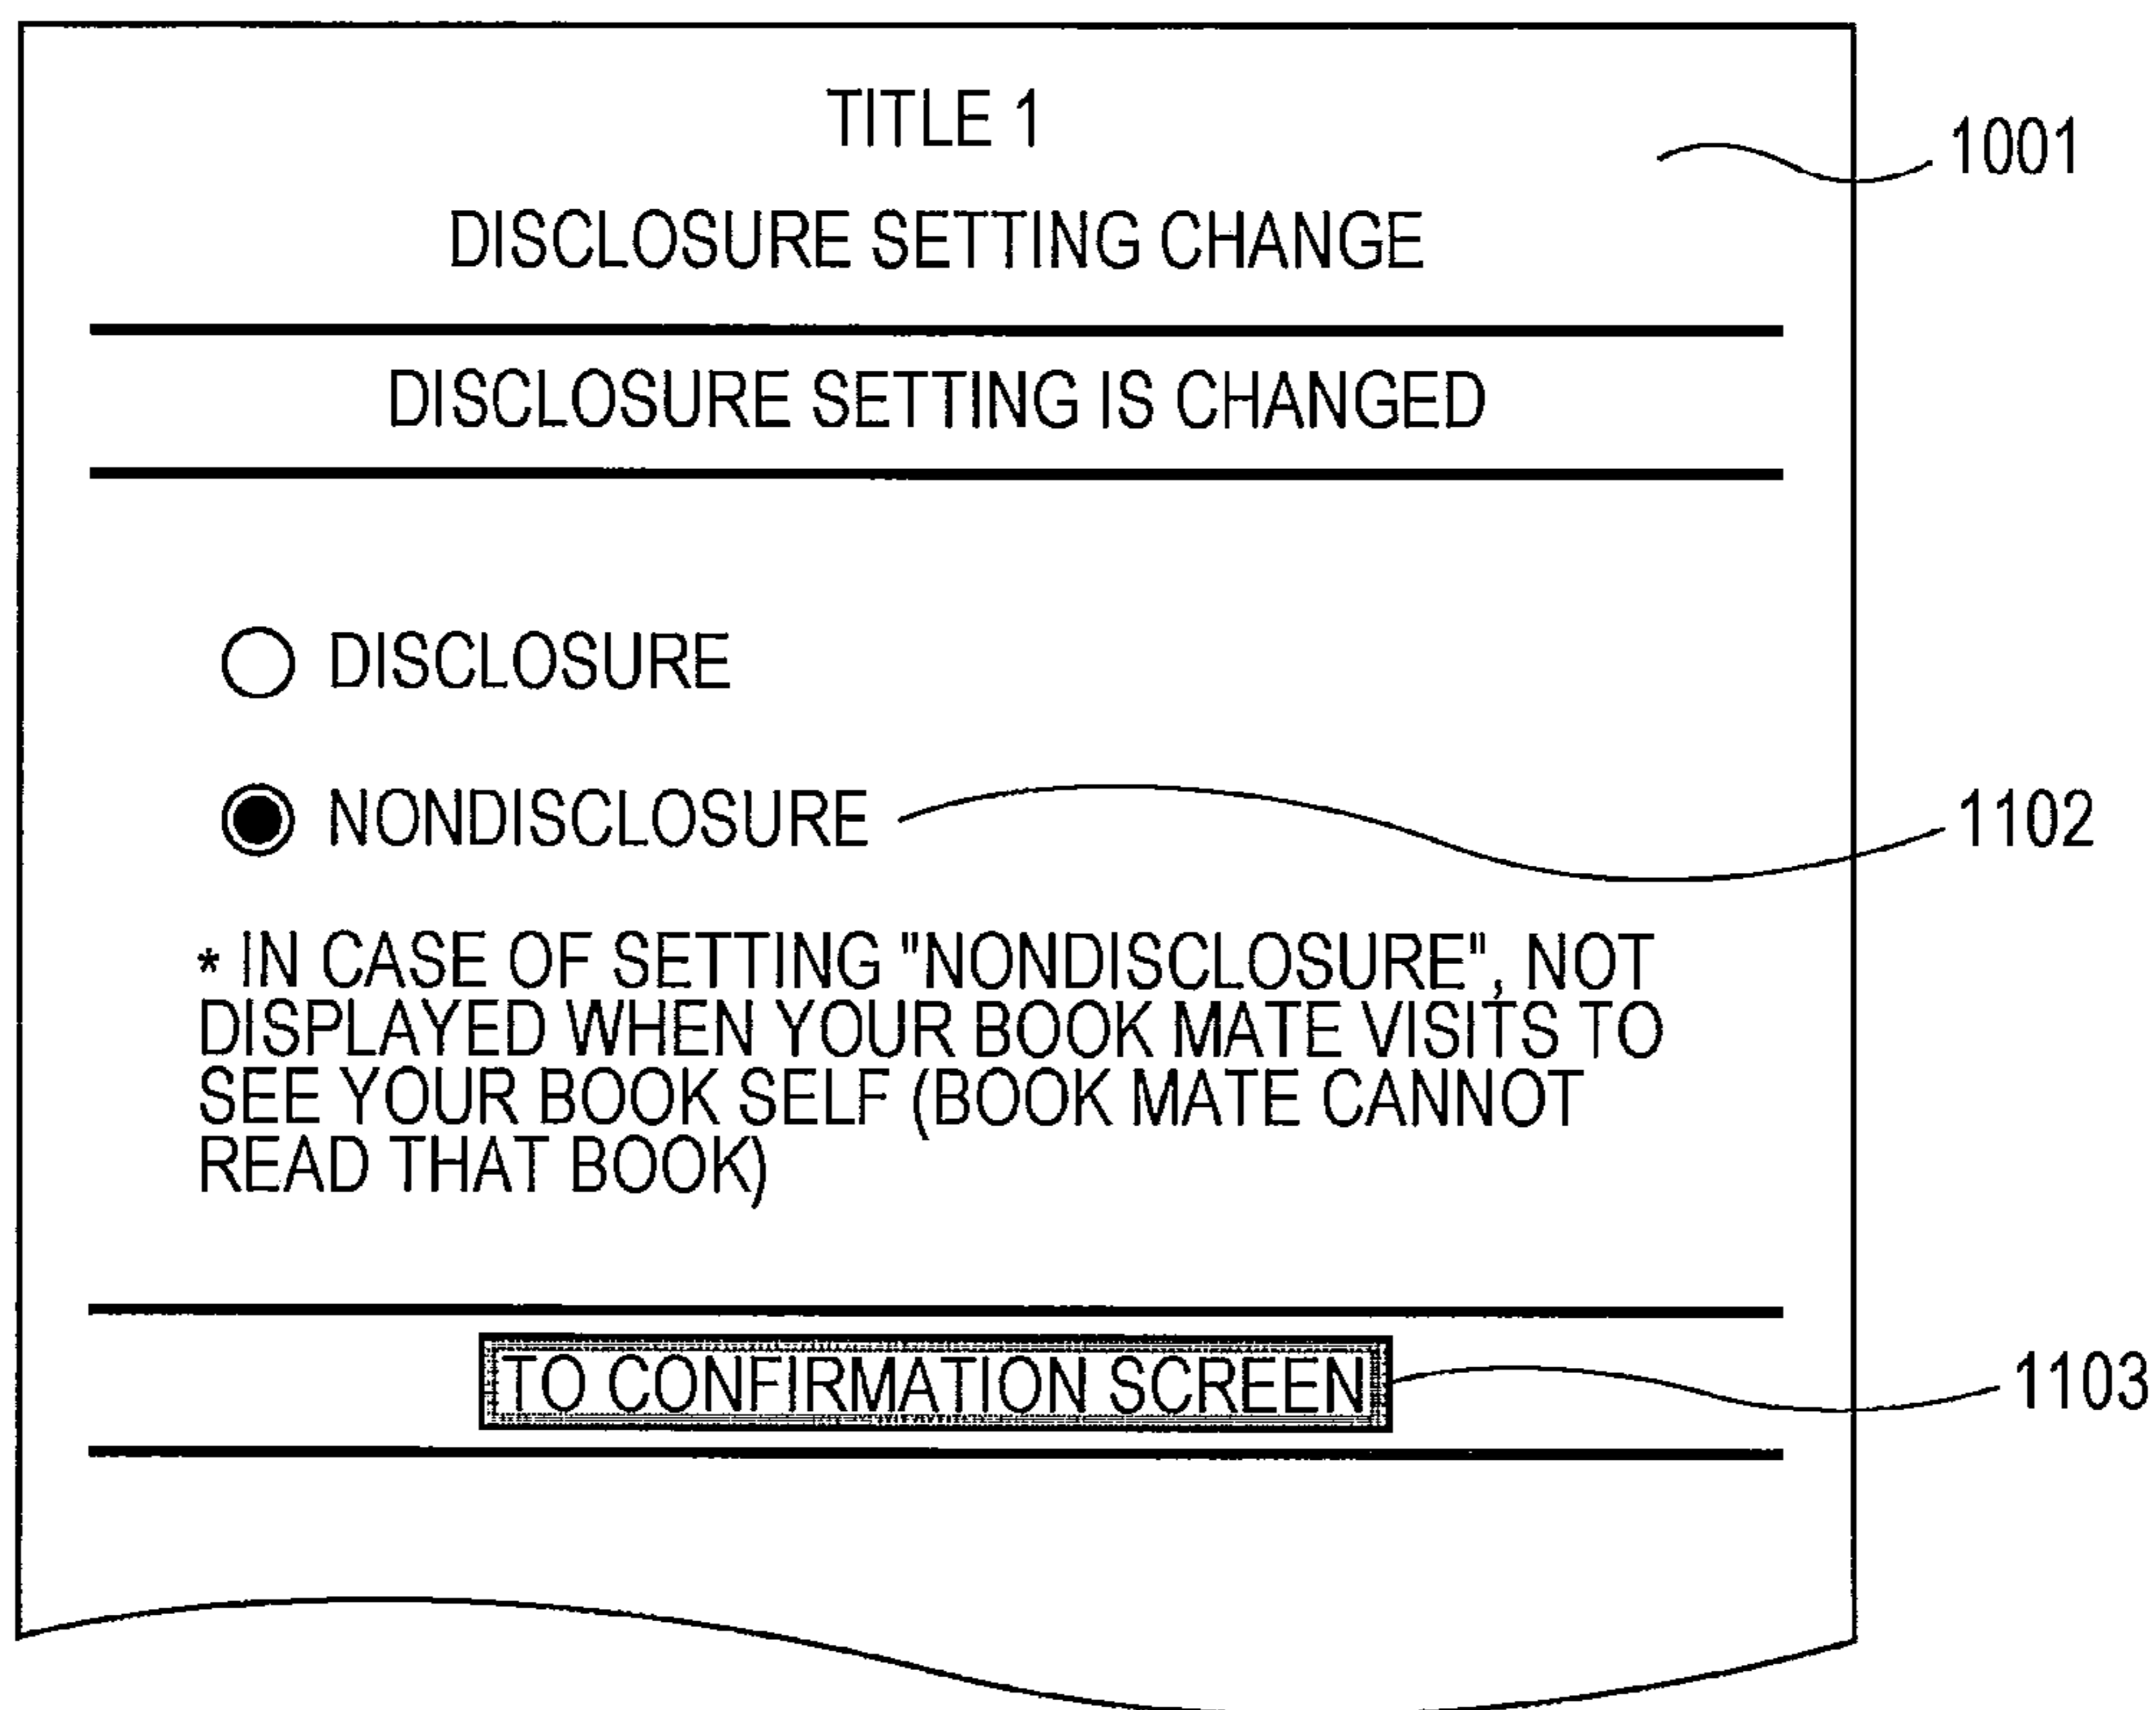 TITLE 1
1001
DISCLOSURE SETTING CHANGE
DISCLOSURE SETTING IS CHANGED
DISCLOSURE
NONDISCLOSURE
1102
* IN CASE OF SETTING "NONDISCLOSURE", NOT
DISPLAYED WHEN YOUR BOOK MATE VISITS TO
SEE YOUR BOOK SELF (BOOK MATE CANNOT
READ THAT BOOK)
TO CONFIRMATION SCREEN
1103